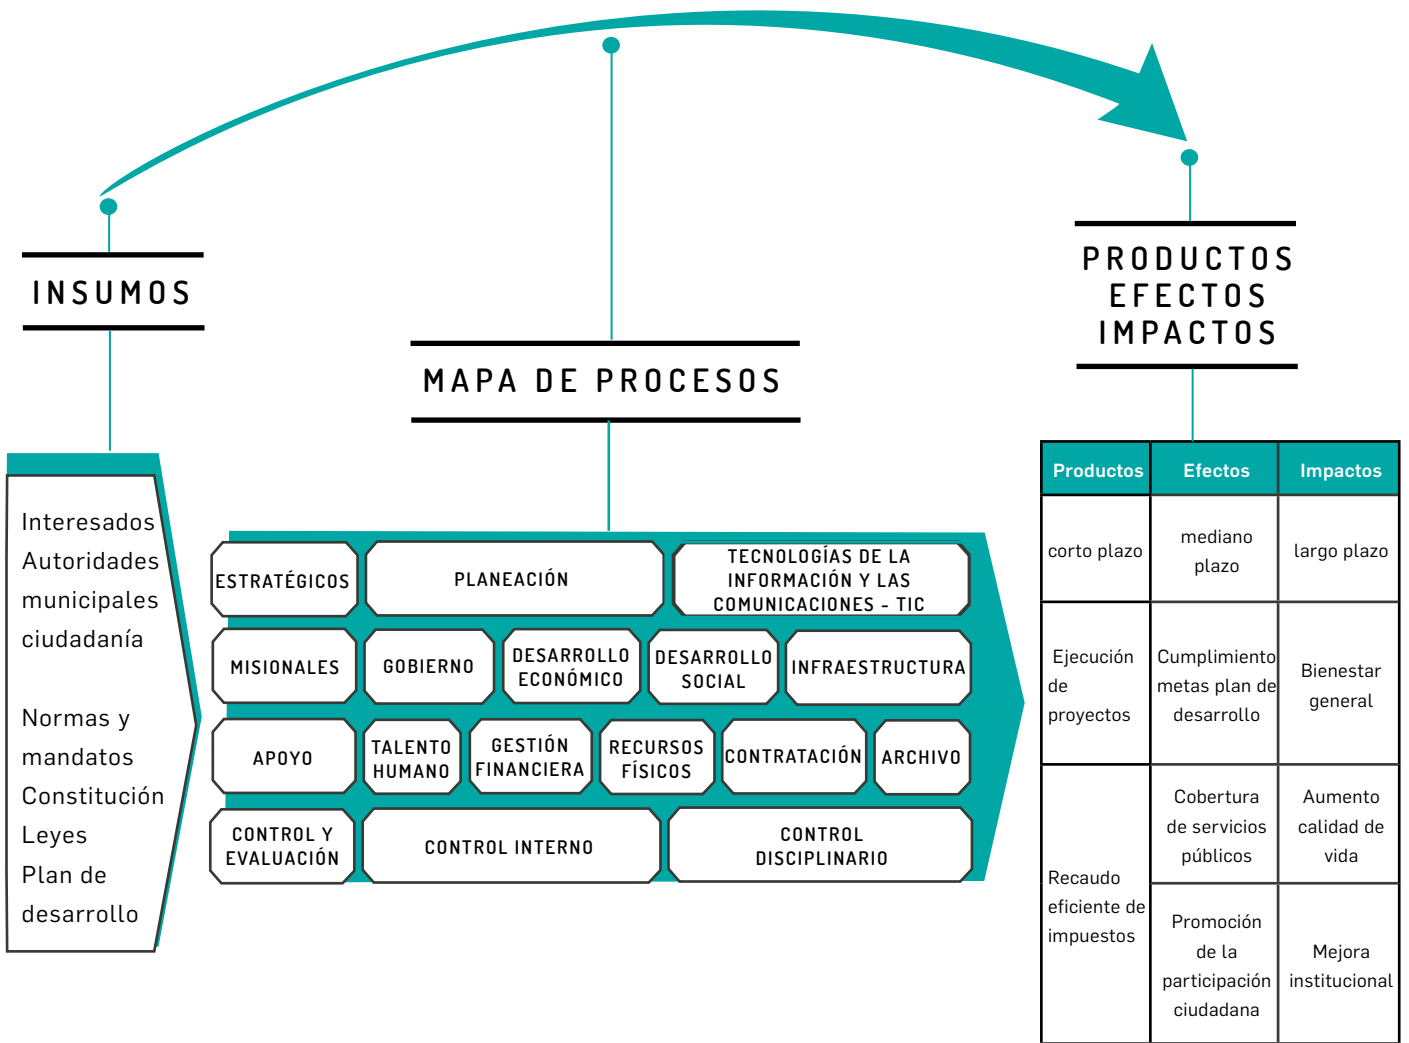 INSUMOS
MAPA DE PROCESOS
PRODUCTOS
EFECTOS
IMPACTOS
Interesados
Autoridades
municipales
ciudadanía
Normas y
mandatos
Constitución
Leyes
Plan de
desarrollo
ESTRATÉGICOS
PLANEACIÓN
TECNOLOGÍAS DE LA
INFORMACIÓN Y LAS
COMUNICACIONES - TIC
MISIONALES
GOBIERNO
DESARROLLO
ECONÓMICO
DESARROLLO
SOCIAL
INFRAESTRUCTURA
APOYO
TALENTO
HUMANO
GESTIÓN
FINANCIERA
RECURSOS
FÍSICOS
CONTRATACIÓN
ARCHIVO
CONTROL Y
EVALUACIÓN
CONTROL INTERNO
CONTROL
DISCIPLINARIO
Productos
Efectos
Impactos
corto plazo
mediano
plazo
largo plazo
Ejecución
de
proyectos
Cumplimiento
metas plan de
desarrollo
Bienestar
general
Recaudo
eficiente de
impuestos
Cobertura
de servicios
públicos
Aumento
calidad de
vida
Promoción
de la
participación
ciudadana
Mejora
institucional